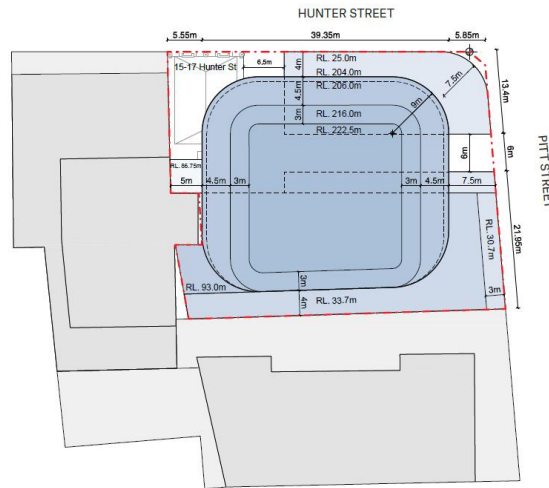 HUNTER STREET
5.55m
39.35m
5.85m
15-17 Hunter St
6.5m
4m
RL. 25.0m
RL. 204.0m
4.5m
RL. 206.0m
7.5m
13.4m
9m
3m
RL. 216.0m
RL. 222.5m
6m
6m
PITT STREET
RL. 86.75m
5m
4.5m
3m
3m
4.5m
7.5m
21.95m
RL. 30.7m
3m
RL. 93.0m
4m
RL. 33.7m
3m